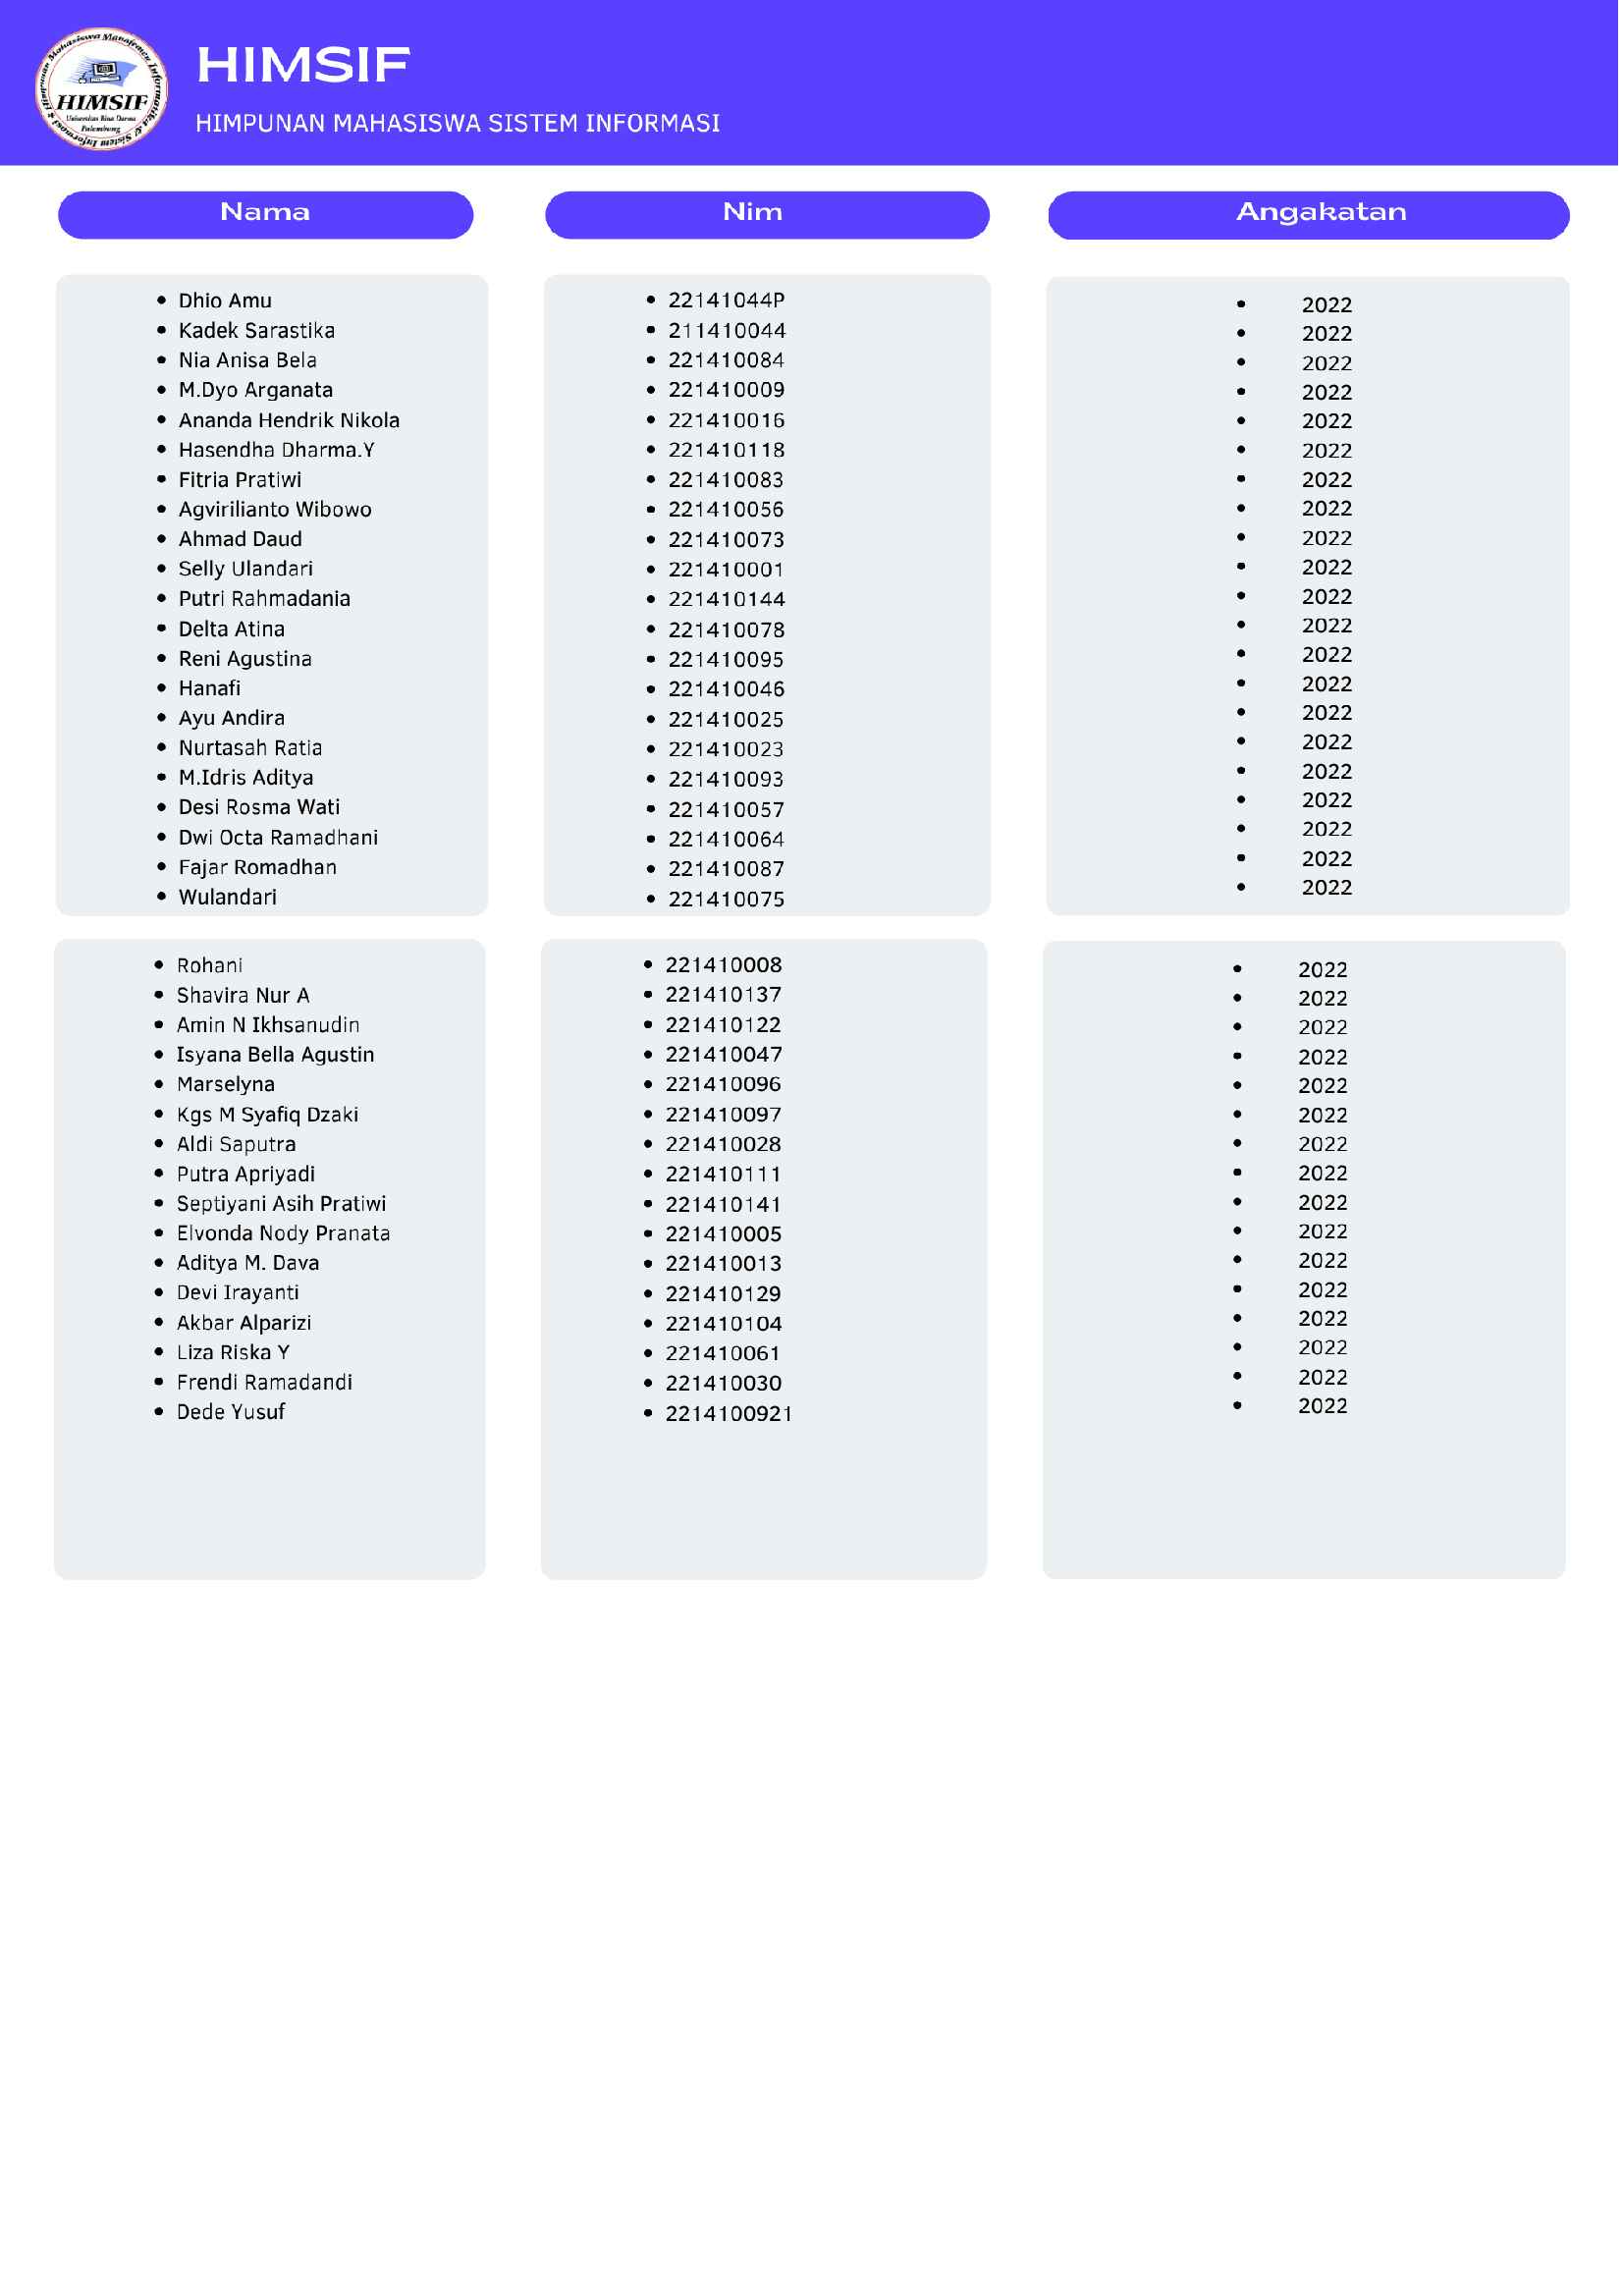 Himpunan Mahasiswa Manajemen Informatika & Sistem Informasi
HIMSIF
Universitas Bina Darma
Palembang
HIMSIF
HIMPUNAN MAHASISWA SISTEM INFORMASI
Nama Nim Angakatan
• Dhio Amu • 22141044P • 2022
• Kadek Sarastika • 211410044 • 2022
• Nia Anisa Bela • 221410084 • 2022
• M.Dyo Arganata • 221410009 • 2022
• Ananda Hendrik Nikola • 221410016 • 2022
• Hasendha Dharma.Y • 221410118 • 2022
• Fitria Pratiwi • 221410083 • 2022
• Agvirilianto Wibowo • 221410056 • 2022
• Ahmad Daud • 221410073 • 2022
• Selly Ulandari • 221410001 • 2022
• Putri Rahmadania • 221410144 • 2022
• Delta Atina • 221410078 • 2022
• Reni Agustina • 221410095 • 2022
• Hanafi • 221410046 • 2022
• Ayu Andira • 221410025 • 2022
• Nurtasah Ratia • 221410023 • 2022
• M.Idris Aditya • 221410093 • 2022
• Desi Rosma Wati • 221410057 • 2022
• Dwi Octa Ramadhani • 221410064 • 2022
• Fajar Romadhan • 221410087 • 2022
• Wulandari • 221410075 • 2022
• Rohani • 221410008 • 2022
• Shavira Nur A • 221410137 • 2022
• Amin N Ikhsanudin • 221410122 • 2022
• Isyana Bella Agustin • 221410047 • 2022
• Marselyna • 221410096 • 2022
• Kgs M Syafiq Dzaki • 221410097 • 2022
• Aldi Saputra • 221410028 • 2022
• Putra Apriyadi • 221410111 • 2022
• Septiyani Asih Pratiwi • 221410141 • 2022
• Elvonda Nody Pranata • 221410005 • 2022
• Aditya M. Dava • 221410013 • 2022
• Devi Irayanti • 221410129 • 2022
• Akbar Alparizi • 221410104 • 2022
• Liza Riska Y • 221410061 • 2022
• Frendi Ramadandi • 221410030 • 2022
• Dede Yusuf • 2214100921 • 2022